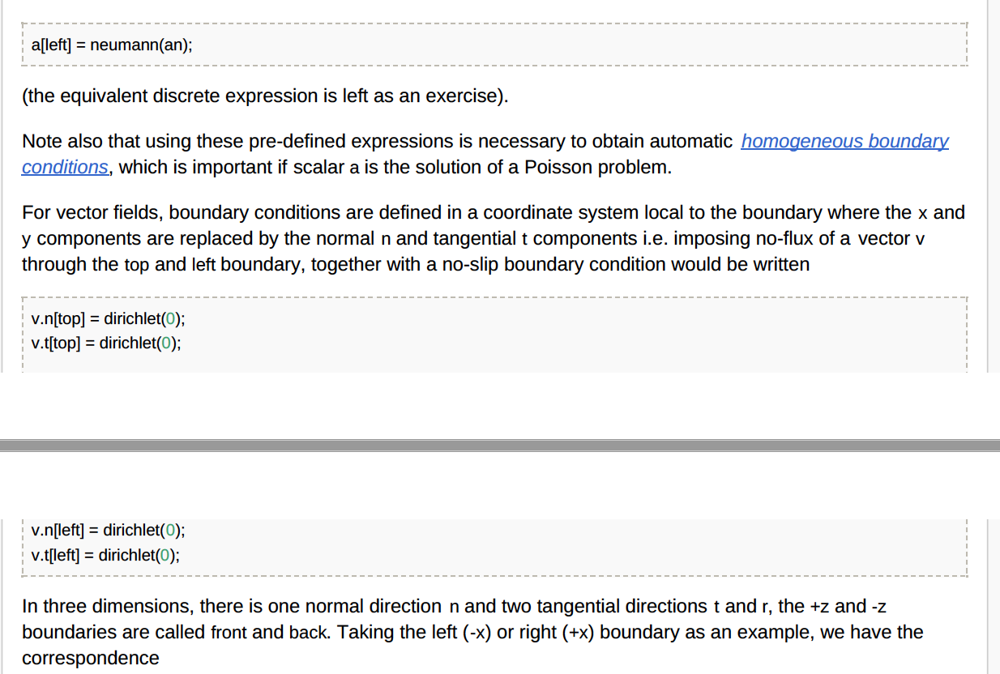 a[left] = neumann(an);
(the equivalent discrete expression is left as an exercise).
Note also that using these pre-defined expressions is necessary to obtain automatic homogeneous boundary
conditions, which is important if scalar a is the solution of a Poisson problem.
For vector fields, boundary conditions are defined in a coordinate system local to the boundary where the x and
y components are replaced by the normal n and tangential t components i.e. imposing no-flux of a vector v
through the top and left boundary, together with a no-slip boundary condition would be written
v.n[top] = dirichlet(0);
v.t[top] = dirichlet(0);
v.n[left] = dirichlet(0);
v.t[left] = dirichlet(0);
In three dimensions, there is one normal direction n and two tangential directions t and r, the +z and -z
boundaries are called front and back. Taking the left (-x) or right (+x) boundary as an example, we have the
correspondence